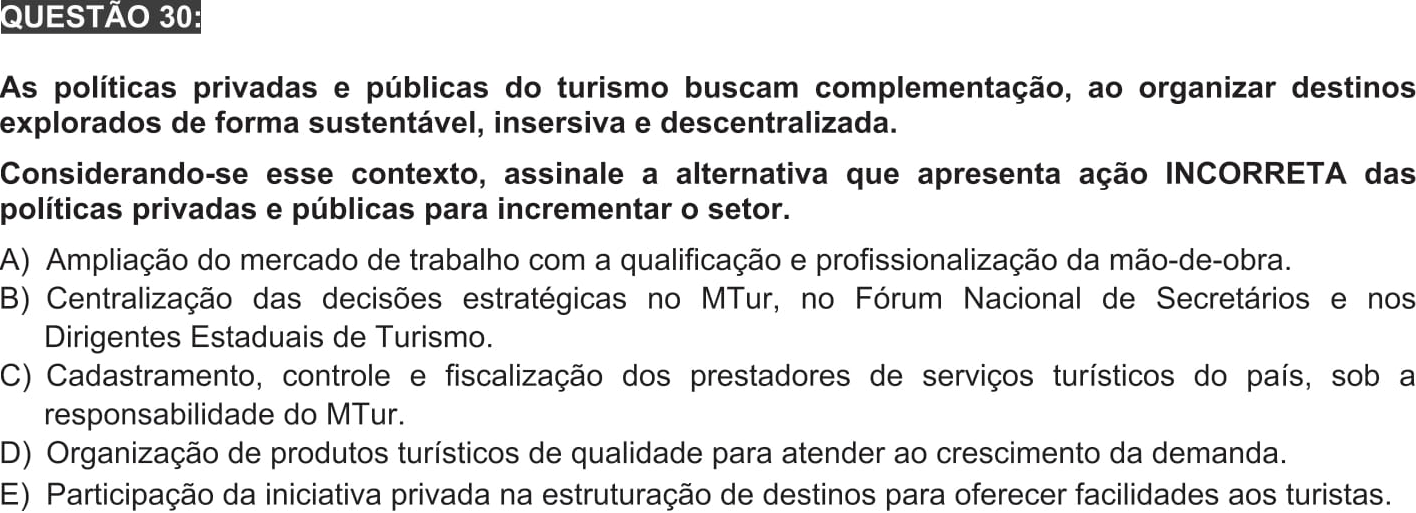 QUESTÃO 30:
As políticas privadas e públicas do turismo buscam complementação, ao organizar destinos
explorados de forma sustentável, insersiva e descentralizada.
Considerando-se esse contexto, assinale a alternativa que apresenta ação INCORRETA das
políticas privadas e públicas para incrementar o setor.
A) Ampliação do mercado de trabalho com a qualificação e profissionalização da mão-de-obra.
B) Centralização das decisões estratégicas no MTur, no Fórum Nacional de Secretários e nos
Dirigentes Estaduais de Turismo.
C) Cadastramento, controle e fiscalização dos prestadores de serviços turísticos do país, sob a
responsabilidade do MTur.
D) Organização de produtos turísticos de qualidade para atender ao crescimento da demanda.
E) Participação da iniciativa privada na estruturação de destinos para oferecer facilidades aos turistas.